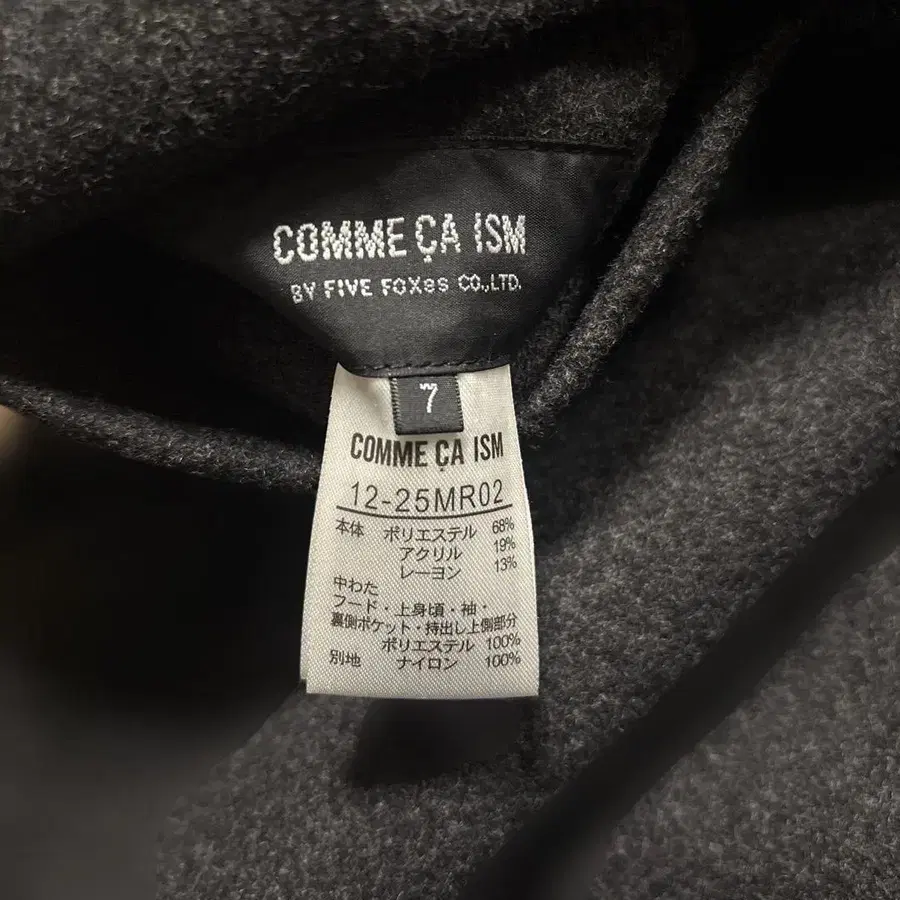 COMME ÇA ISM
BY FIVE FOXes CO.,LTD.
7
COMME ÇA ISM
12-25MR02
本体 ポリエステル 68%
アクリル 19%
レーヨン 13%
中わた
フード・上身頃・袖・
裏側ポケット・持出し上側部分
ポリエステル 100%
別地 ナイロン 100%